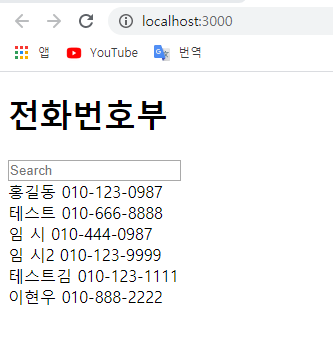 localhost:3000
앱 YouTube 번역
전화번호부
Search
홍길동 010-123-0987
테스트 010-666-8888
임 시 010-444-0987
임 시2 010-123-9999
테스트김 010-123-1111
이현우 010-888-2222